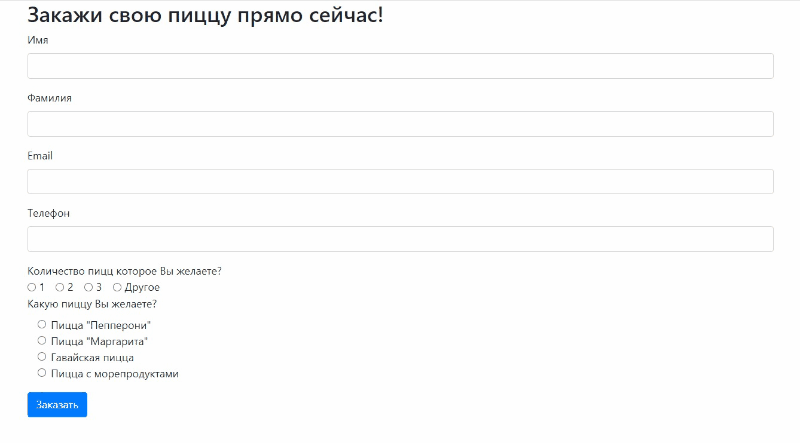 Закажи свою пиццу прямо сейчас!
Имя
Фамилия
Email
Телефон
Количество пицц которое Вы желаете?
1 2 3 Другое
Какую пиццу Вы желаете?
Пицца "Пепперони"
Пицца "Маргарита"
Гавайская пицца
Пицца с морепродуктами
Заказать